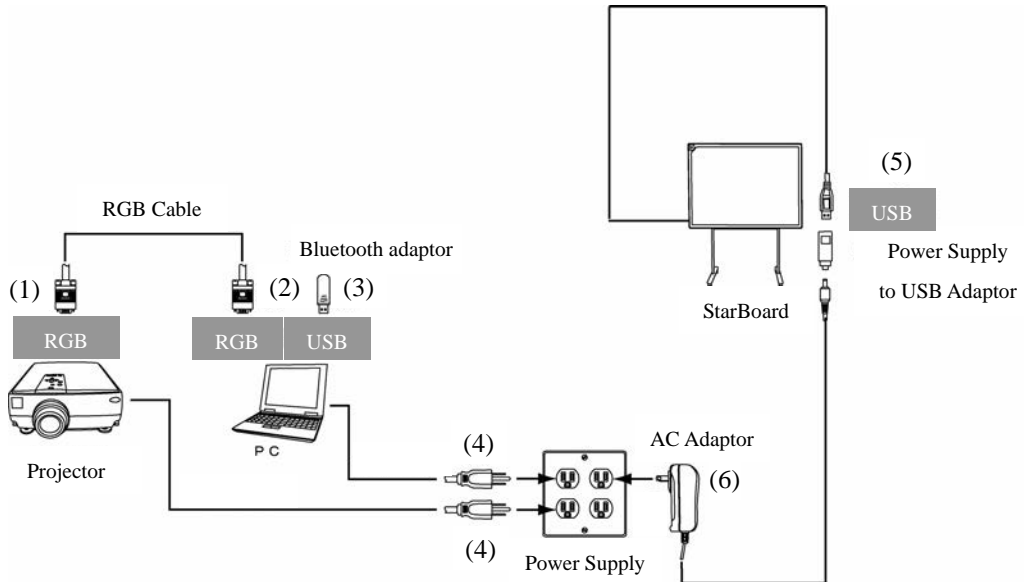 (5)
USB
Power Supply
to USB Adaptor
StarBoard
RGB Cable
Bluetooth adaptor
(1)
(2)
(3)
RGB
RGB
USB
Projector
PC
(4)
(4)
Power Supply
AC Adaptor
(6)